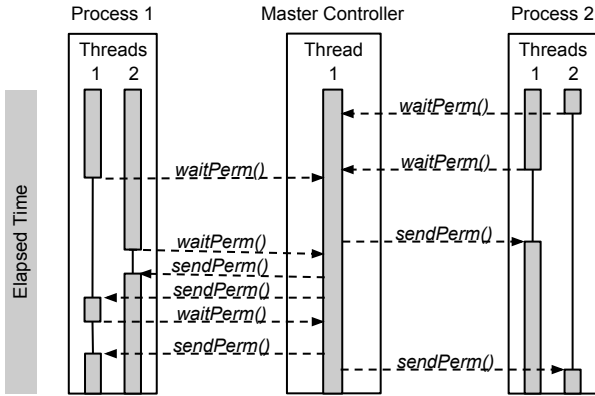 Process 1
Master Controller
Process 2
Threads
Thread
Threads
1
2
1
1
2
waitPerm()
waitPerm()
waitPerm()
sendPerm()
waitPerm()
sendPerm()
sendPerm()
waitPerm()
sendPerm()
sendPerm()
Elapsed Time